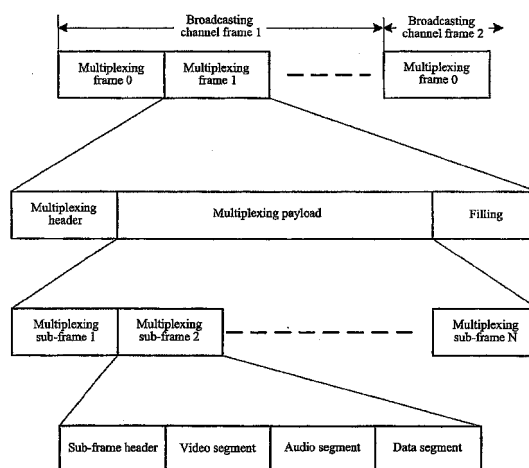 Broadcasting
channel frame 1
Broadcasting
channel frame 2
Multiplexing
frame 0
Multiplexing
frame 1
Multiplexing
frame 0
Multiplexing
header
Multiplexing payload
Filling
Multiplexing
sub-frame 1
Multiplexing
sub-frame 2
Multiplexing
sub-frame N
Sub-frame header
Video segment
Audio segment
Data segment